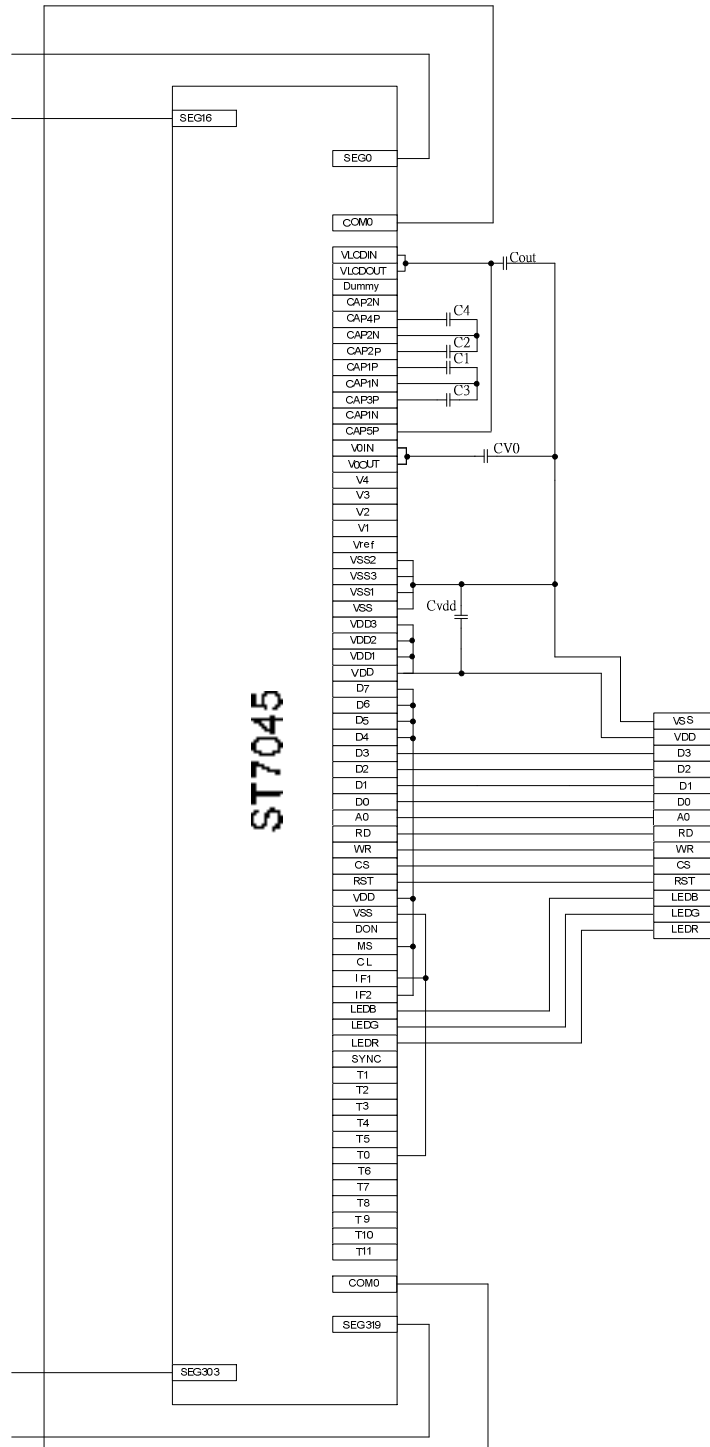 SEG16
SEG0
COM0
VLCDIN
VLCDOUT
Dummy
CAP2N
CAP4P
CAP2N
CAP2P
CAP1P
CAP1N
CAP3P
CAP1N
CAP5P
V0IN
V0OUT
V4
V3
V2
V1
Vref
VSS2
VSS3
VSS1
VSS
VDD3
VDD2
VDD1
VDD
D7
D6
D5
D4
D3
D2
D1
D0
A0
RD
WR
CS
RST
VDD
VSS
DON
MS
CL
IF1
IF2
LEDB
LEDG
LEDR
SYNC
T1
T2
T3
T4
T5
T0
T6
T7
T8
T9
T10
T11
COM0
SEG319
SEG303
ST7045
Cout
C4
C2
C1
C3
CV0
Cvdd
VSS
VDD
D3
D2
D1
D0
A0
RD
WR
CS
RST
LEDB
LEDG
LEDR